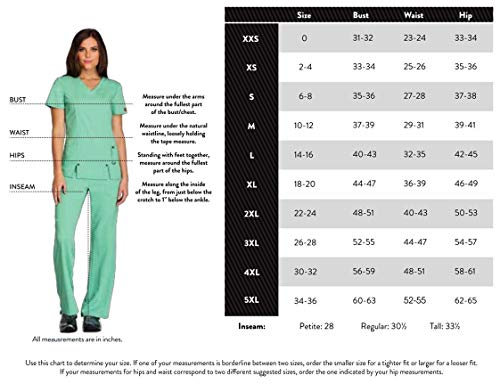 Size Bust Waist Hip
XXS 0 31-32 23-24 33-34
XS 2-4 33-34 25-26 35-36
S 6-8 35-36 27-28 37-38
M 10-12 37-39 29-31 39-41
L 14-16 40-43 32-35 42-45
XL 18-20 44-47 36-39 46-49
2XL 22-24 48-51 40-43 50-53
3XL 26-28 52-55 44-47 54-57
4XL 30-32 56-59 48-51 58-61
5XL 34-36 60-63 52-55 62-65
Inseam: Petite: 28 Regular: 30½ Tall: 33½
BUST
Measure under the arms
around the fullest part
of the bust/chest.
WAIST
Measure around the natural
waistline, loosely holding
the tape measure.
HIPS
Standing with feet together,
measure around the fullest
part of the hips.
INSEAM
Measure along the inside
of the leg, from just below the
crotch to 1" below the ankle.
All measurements are in inches.
Use this chart to determine your size. If one of your measurements is borderline between two sizes, order the smaller size for a tighter fit or larger for a looser fit.
If your measurements for hips and waist correspond to two different suggested sizes, order the one indicated by your hip measurements.